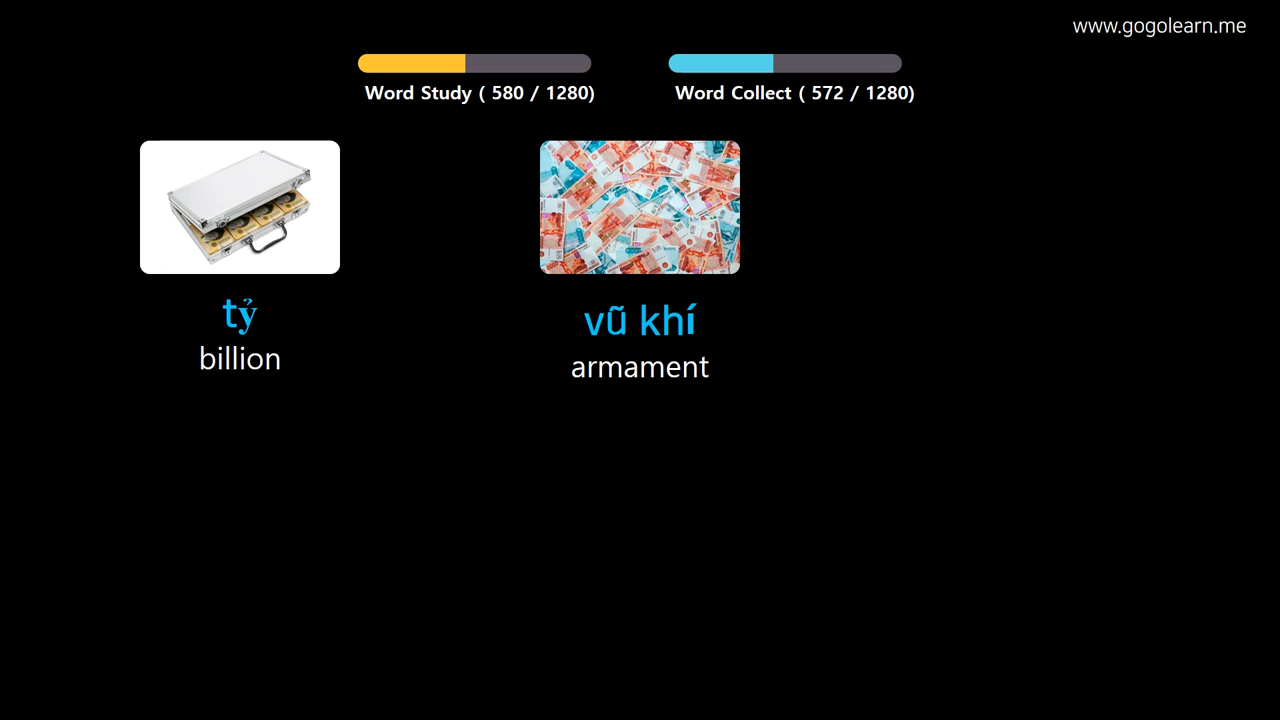 www.gogolearn.me
Word Study ( 580 / 1280)
Word Collect ( 572 / 1280)
tỷ
billion
vũ khí
armament